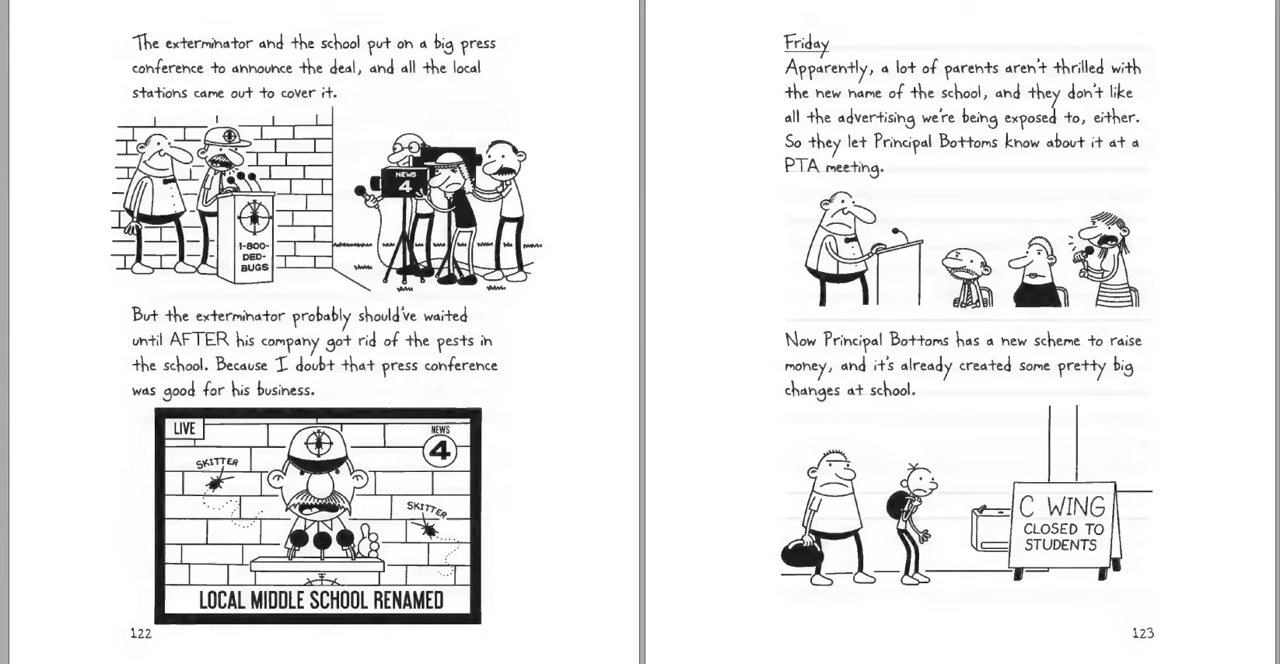 The exterminator and the school put on a big press
conference to announce the deal, and all the local
stations came out to cover it.
NEWS
4
1-800-
DED-
BUGS
But the exterminator probably should've waited
until AFTER his company got rid of the pests in
the school. Because I doubt that press conference
was good for his business.
LIVE
NEWS
4
SKITTER
SKITTER
LOCAL MIDDLE SCHOOL RENAMED
122
Friday
Apparently, a lot of parents aren't thrilled with
the new name of the school, and they don't like
all the advertising we're being exposed to, either.
So they let Principal Bottoms know about it at a
PTA meeting.
Now Principal Bottoms has a new scheme to raise
money, and it's already created some pretty big
changes at school.
C WING
CLOSED TO
STUDENTS
123